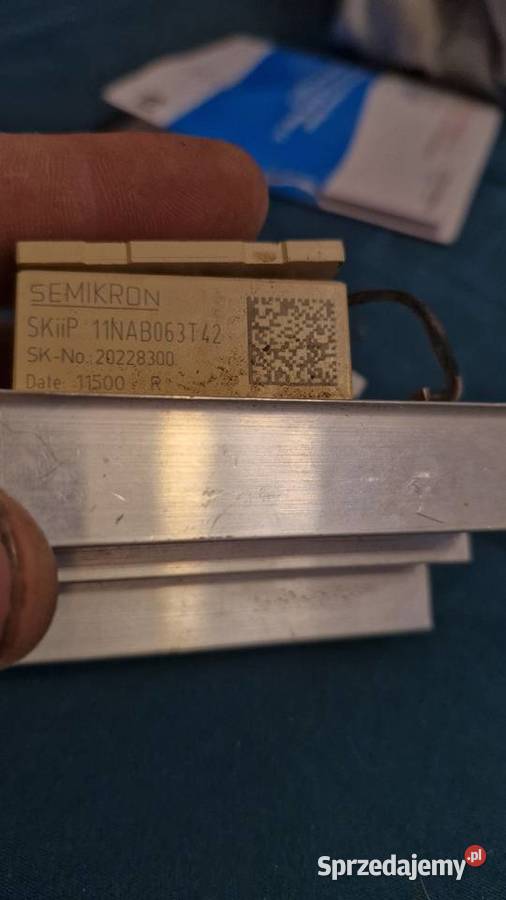 SEMIKRON
SKiiP 11NAB063T42
SK-No.:20228300
Date: 11500 R
Sprzedajemy.pl